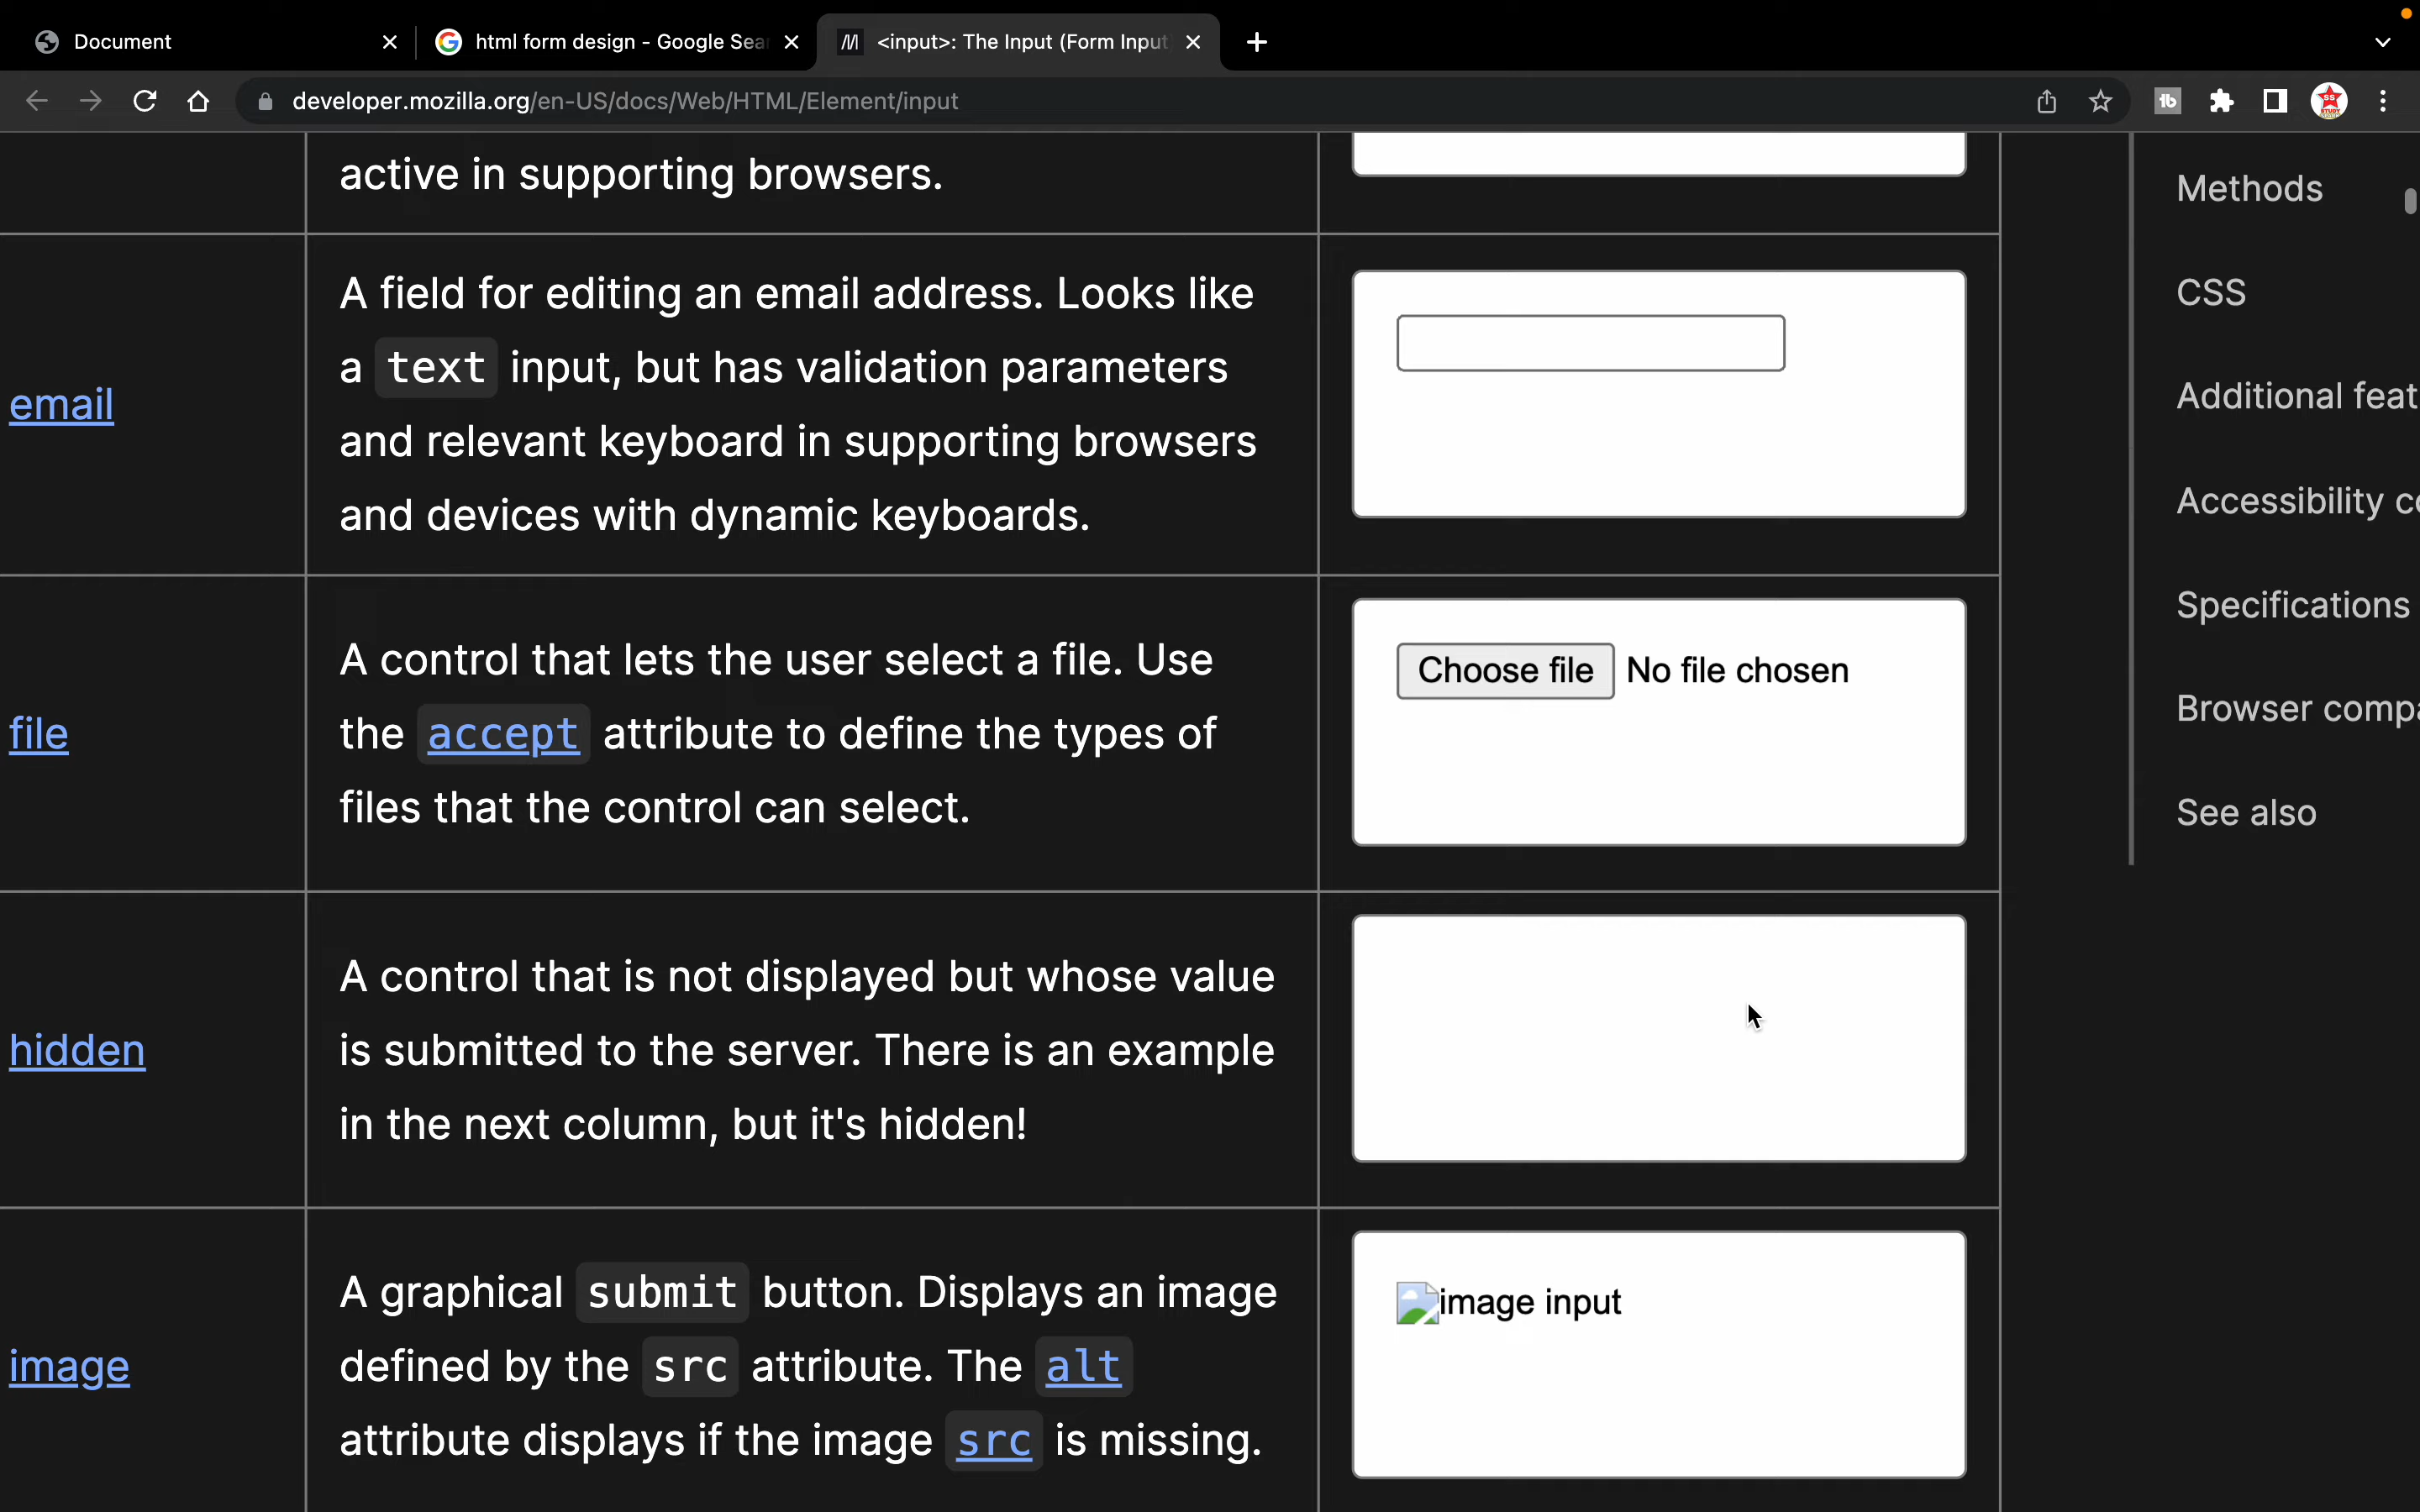 Document
html form design - Google Sea
<input>: The Input (Form Input
developer.mozilla.org/en-US/docs/Web/HTML/Element/input
active in supporting browsers.
email
A field for editing an email address. Looks like
a text input, but has validation parameters
and relevant keyboard in supporting browsers
and devices with dynamic keyboards.
file
A control that lets the user select a file. Use
the accept attribute to define the types of
files that the control can select.
Choose file No file chosen
hidden
A control that is not displayed but whose value
is submitted to the server. There is an example
in the next column, but it's hidden!
image
A graphical submit button. Displays an image
defined by the src attribute. The alt
attribute displays if the image src is missing.
image input
Methods
CSS
Additional feat
Accessibility c
Specifications
Browser comp
See also